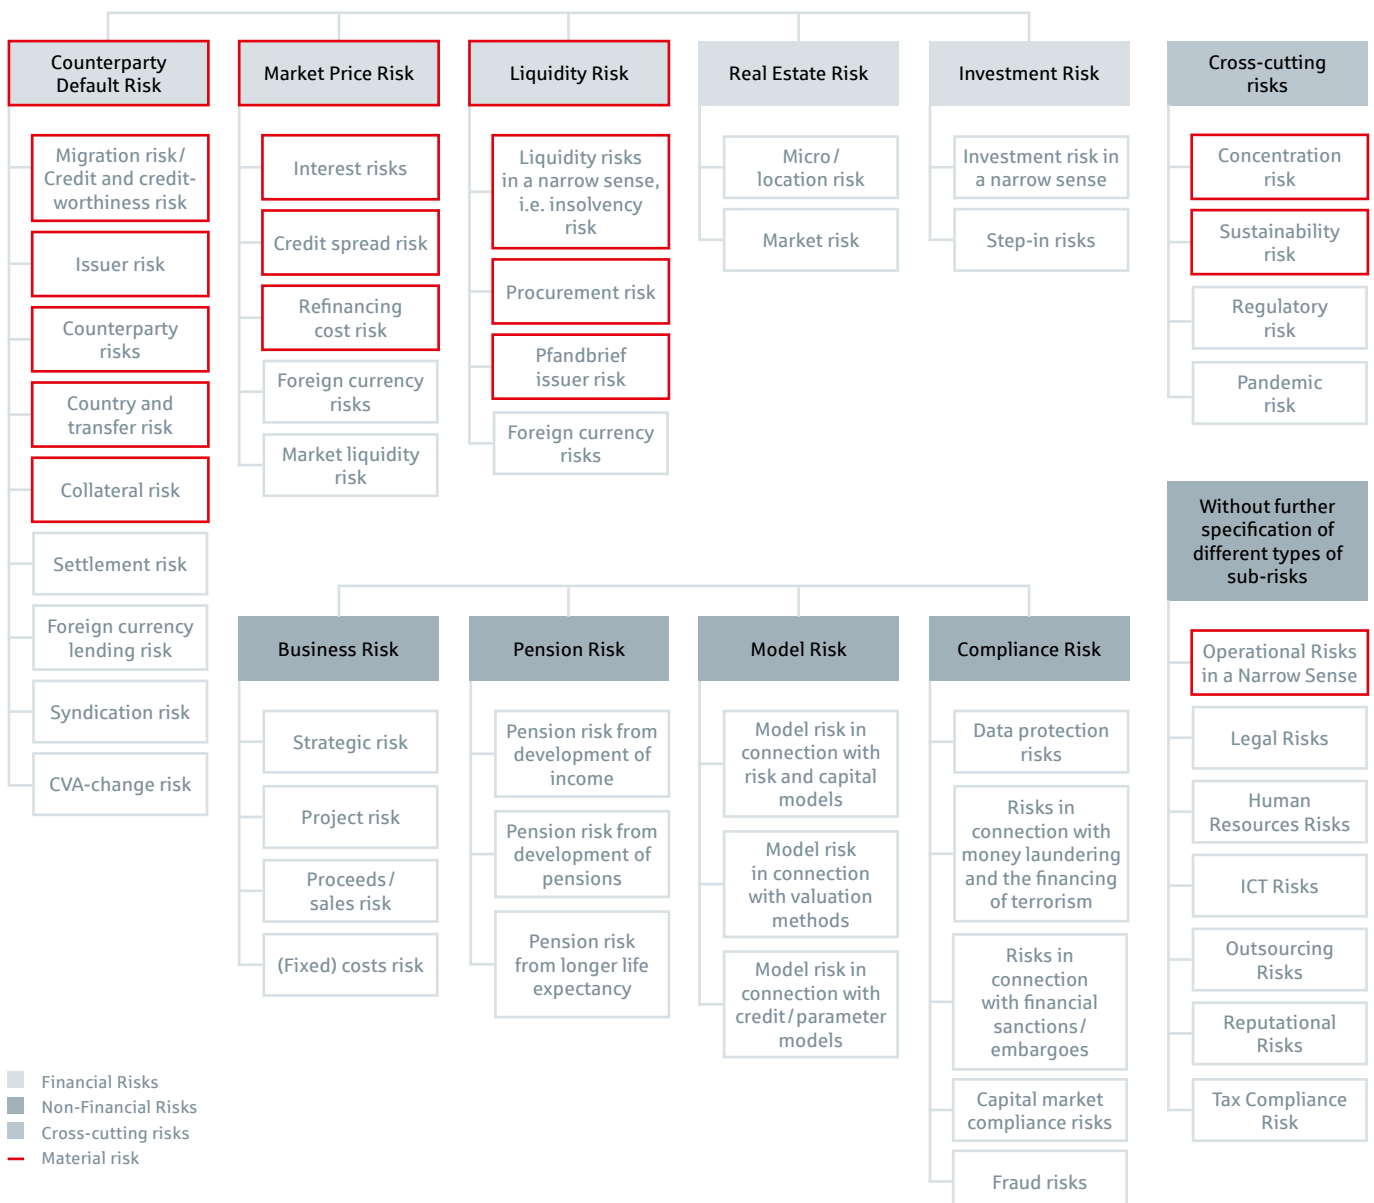 Counterparty
Default Risk
Migration risk/
Credit and credit-
worthiness risk
Issuer risk
Counterparty
risks
Country and
transfer risk
Collateral risk
Settlement risk
Foreign currency
lending risk
Syndication risk
CVA-change risk
Market Price Risk
Interest risks
Credit spread risk
Refinancing
cost risk
Foreign currency
risks
Market liquidity
risk
Liquidity Risk
Liquidity risks
in a narrow sense,
i.e. insolvency
risk
Procurement risk
Pfandbrief
issuer risk
Foreign currency
risks
Real Estate Risk
Micro/
location risk
Market risk
Investment Risk
Investment risk in
a narrow sense
Step-in risks
Cross-cutting
risks
Concentration
risk
Sustainability
risk
Regulatory
risk
Pandemic
risk
Business Risk
Strategic risk
Project risk
Proceeds/
sales risk
(Fixed) costs risk
Pension Risk
Pension risk from
development of
income
Pension risk from
development of
pensions
Pension risk
from longer life
expectancy
Model Risk
Model risk in
connection with
risk and capital
models
Model risk
in connection
with valuation
methods
Model risk in
connection with
credit/parameter
models
Compliance Risk
Data protection
risks
Risks in
connection with
money laundering
and the financing
of terrorism
Risks in
connection
with financial
sanctions/
embargoes
Capital market
compliance risks
Fraud risks
Without further
specification of
different types of
sub-risks
Operational Risks
in a Narrow Sense
Legal Risks
Human
Resources Risks
ICT Risks
Outsourcing
Risks
Reputational
Risks
Tax Compliance
Risk
Financial Risks
Non-Financial Risks
Cross-cutting risks
Material risk